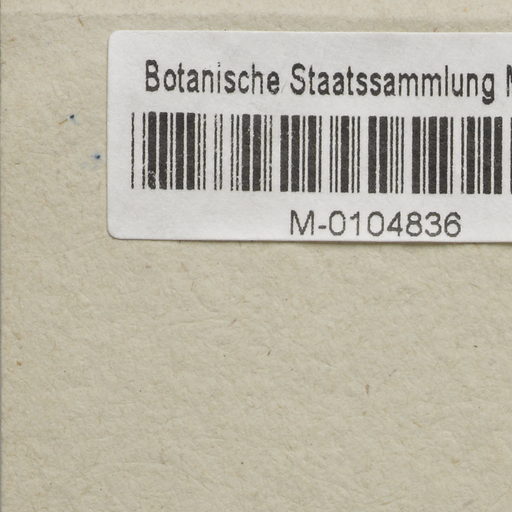 Botanische Staatssammlung
M-0104836